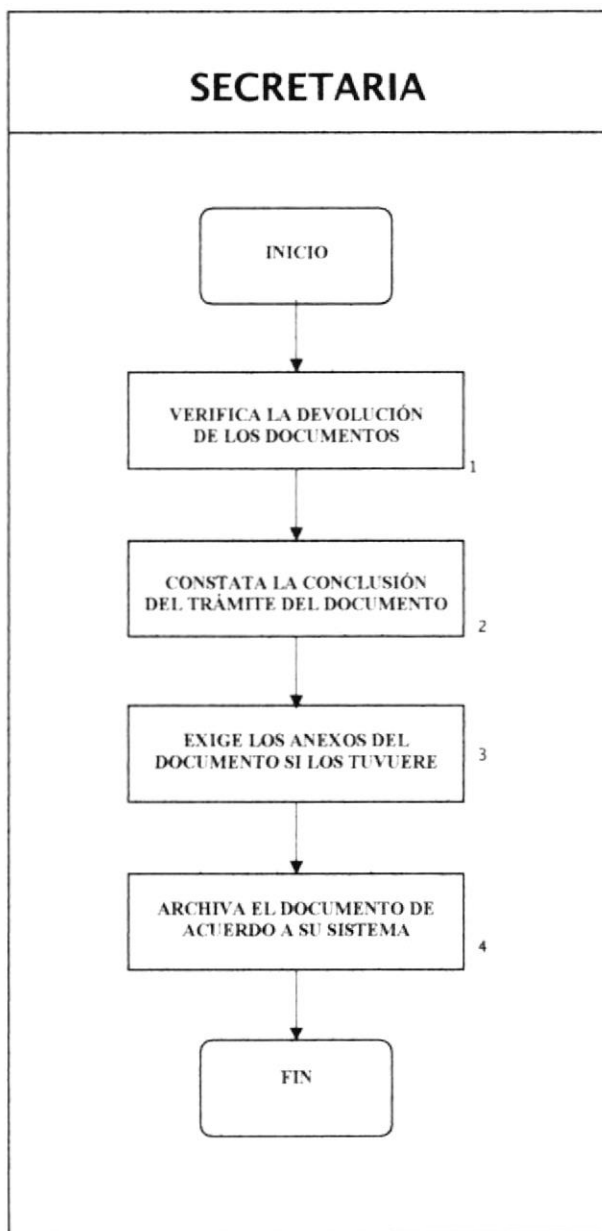 SECRETARIA
INICIO
VERIFICA LA DEVOLUCIÓN
DE LOS DOCUMENTOS
1
CONSTATA LA CONCLUSIÓN
DEL TRÁMITE DEL DOCUMENTO
2
EXIGE LOS ANEXOS DEL
DOCUMENTO SI LOS TUVUERE
3
ARCHIVA EL DOCUMENTO DE
ACUERDO A SU SISTEMA
4
FIN